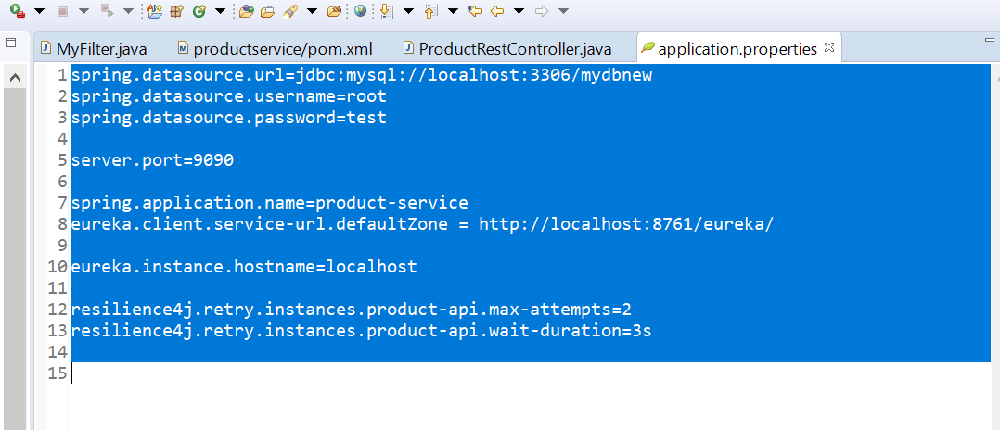 MyFilter.java productservice/pom.xml ProductRestController.java application.properties
1 spring.datasource.url=jdbc:mysql://localhost:3306/mydbnew
2 spring.datasource.username=root
3 spring.datasource.password=test
4
5 server.port=9090
6
7 spring.application.name=product-service
8 eureka.client.service-url.defaultZone = http://localhost:8761/eureka/
9
10 eureka.instance.hostname=localhost
11
12 resilience4j.retry.instances.product-api.max-attempts=2
13 resilience4j.retry.instances.product-api.wait-duration=3s
14
15